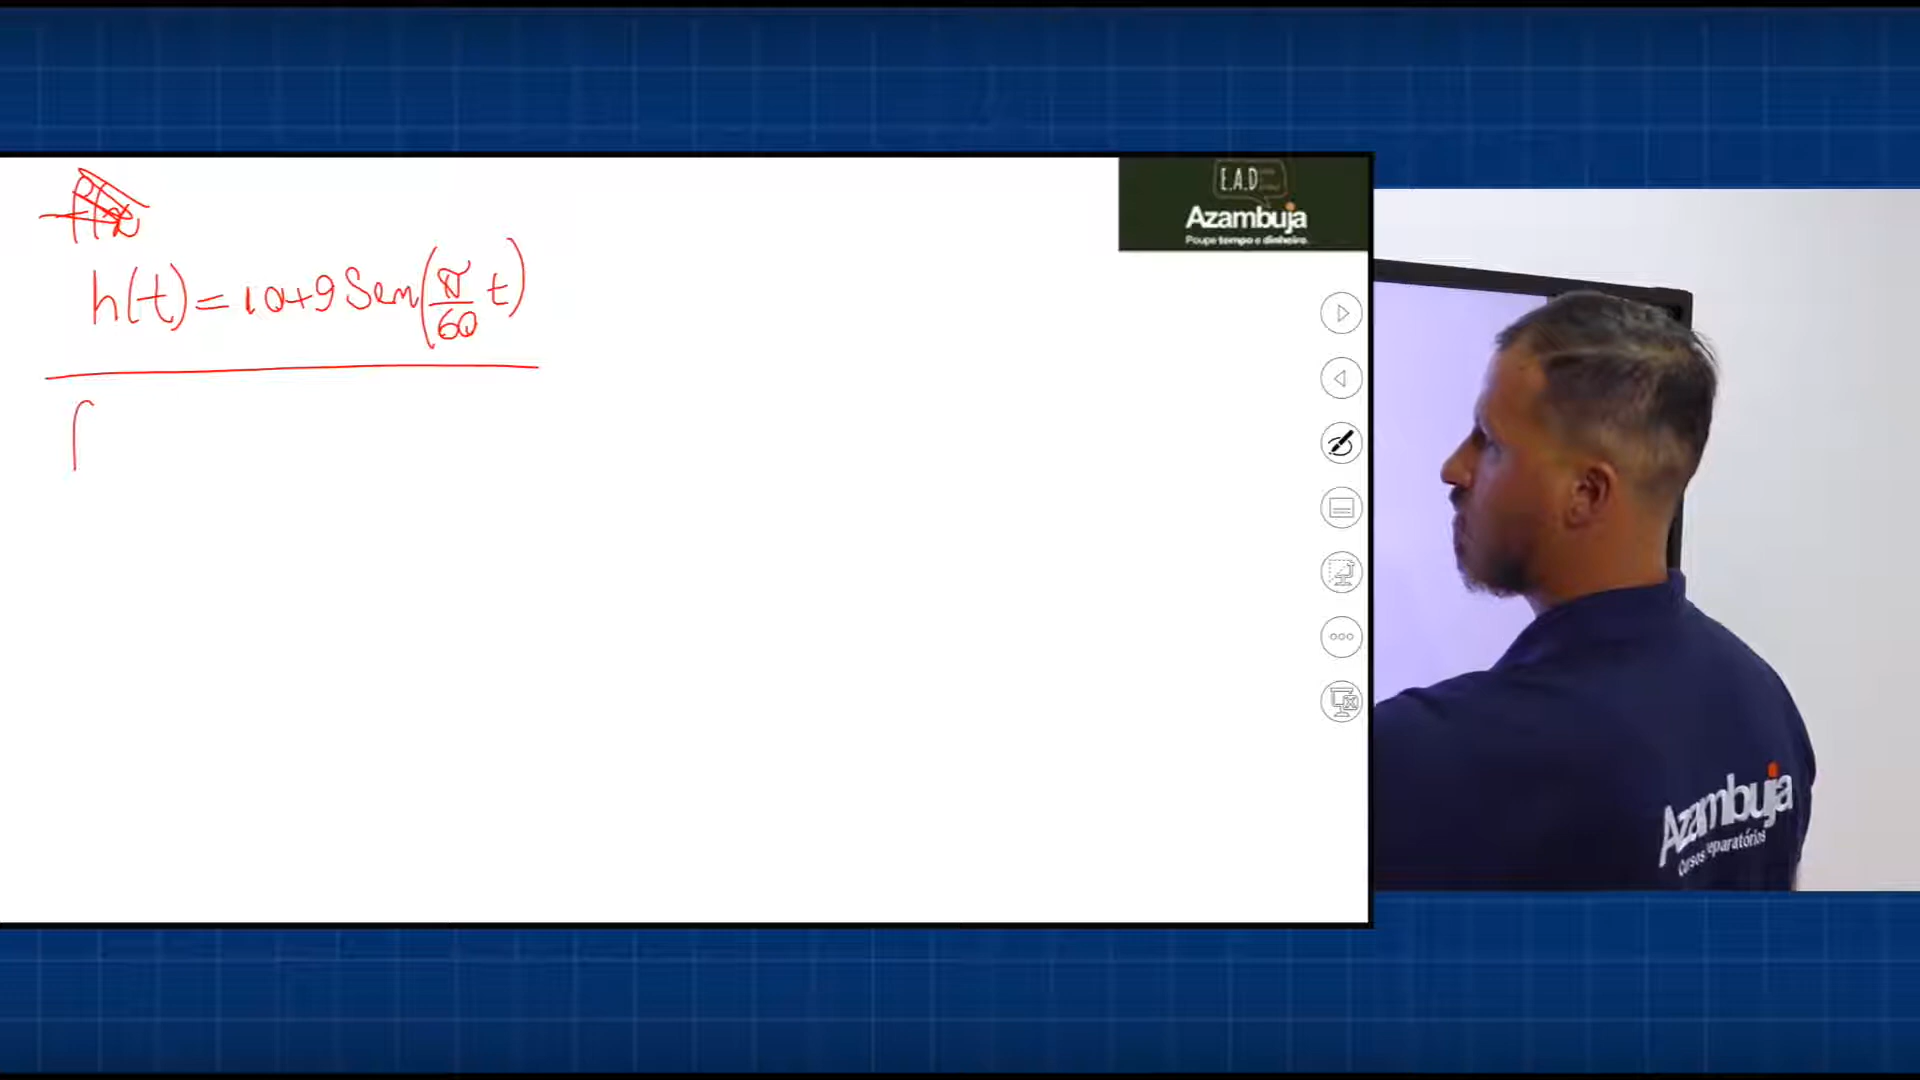 E.A.D
Azambuja
Poupe tempo e dinheiro.
h(t)=10+9 Sen(π/60 t)
Azambuja
Cursos Preparatórios